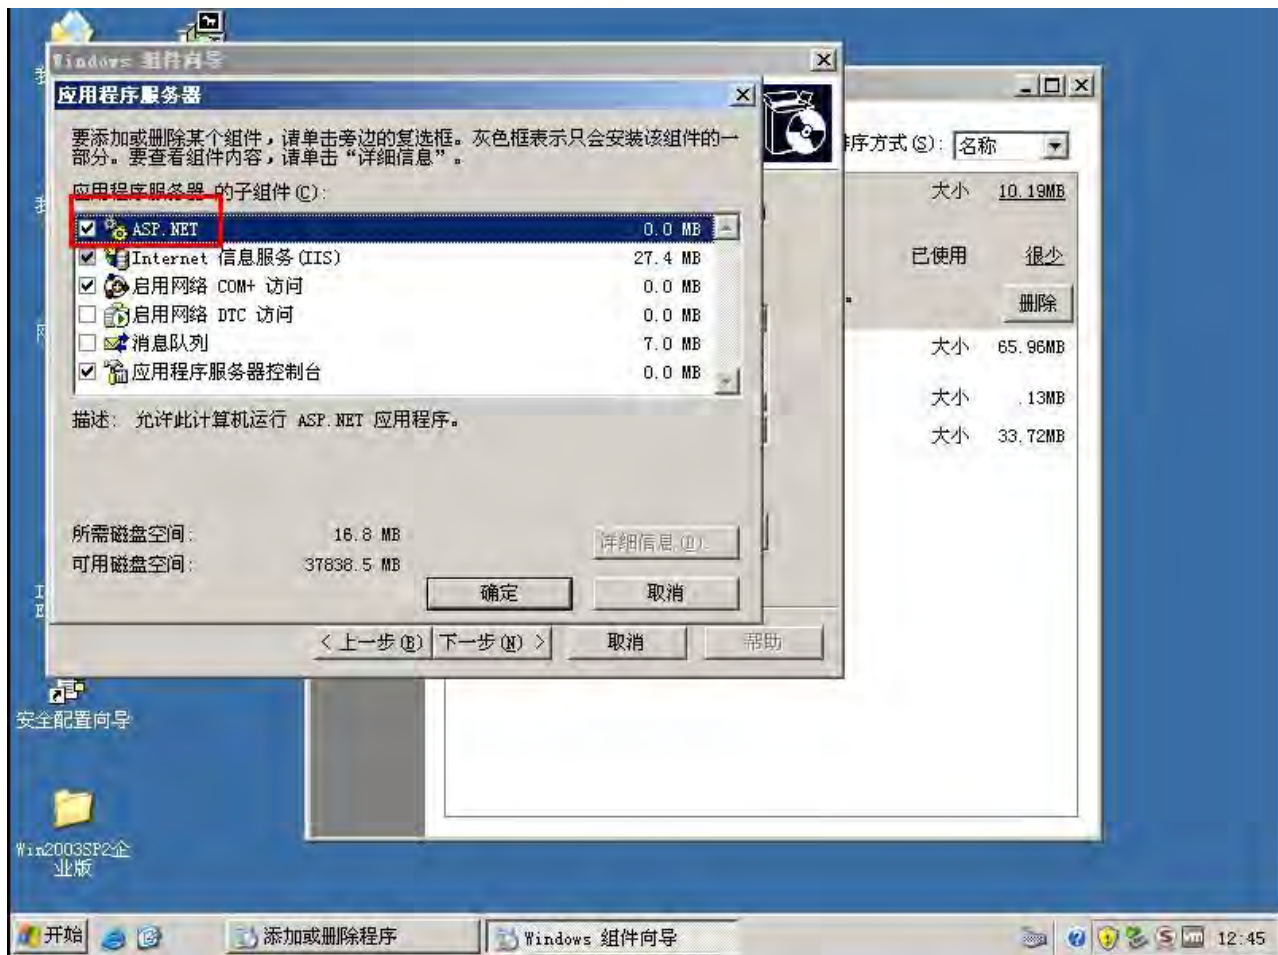 Windows 组件向导
应用程序服务器
要添加或删除某个组件，请单击旁边的复选框。灰色框表示只会安装该组件的一
部分。要查看组件内容，请单击“详细信息”。
应用程序服务器 的子组件(C):
ASP.NET 0.0 MB
Internet 信息服务(IIS) 27.4 MB
启用网络 COM+ 访问 0.0 MB
启用网络 DTC 访问 0.0 MB
消息队列 7.0 MB
应用程序服务器控制台 0.0 MB
描述: 允许此计算机运行 ASP.NET 应用程序。
所需磁盘空间: 16.8 MB
可用磁盘空间: 37838.5 MB
详细信息(D)...
确定
取消
< 上一步(B)
下一步(N) >
取消
帮助
序方式(S):
名称
大小 10.19MB
已使用 很少
删除
大小 65.96MB
大小 .13MB
大小 33.72MB
安全配置向导
Win2003SP2企
业版
开始
添加或删除程序
Windows 组件向导
12:45